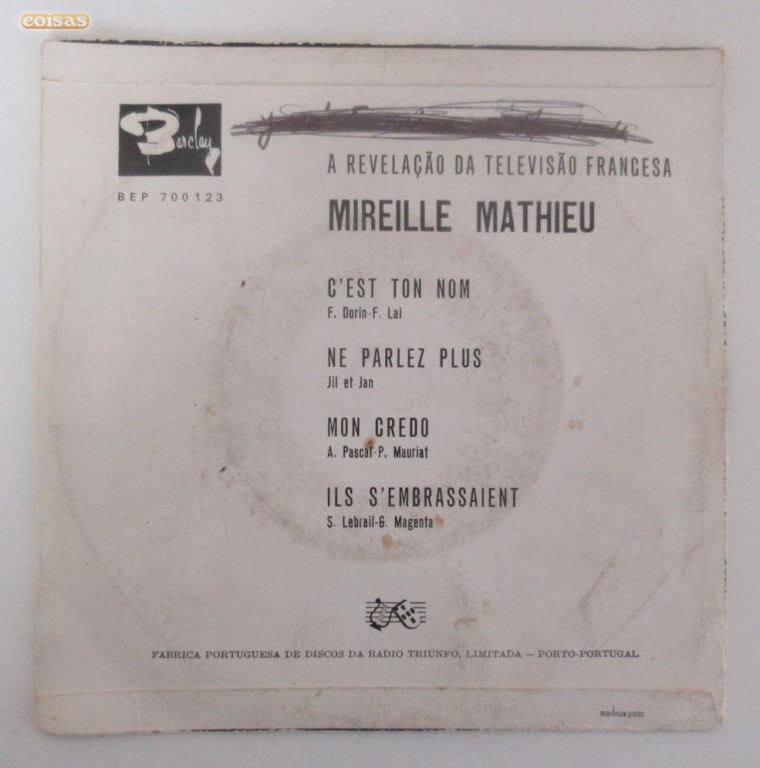 coisas
Barclay
BEP 700123
A REVELAÇÃO DA TELEVISÃO FRANCESA
MIREILLE MATHIEU
C'EST TON NOM
F. Dorin-F. Lai
NE PARLEZ PLUS
Jil et Jan
MON CREDO
A. Pascal-P. Mauriat
ILS S'EMBRASSAIENT
S. Lebrail-G. Magenta
FABRICA PORTUGUESA DE DISCOS DA RADIO TRIUNFO, LIMITADA — PORTO-PORTUGAL